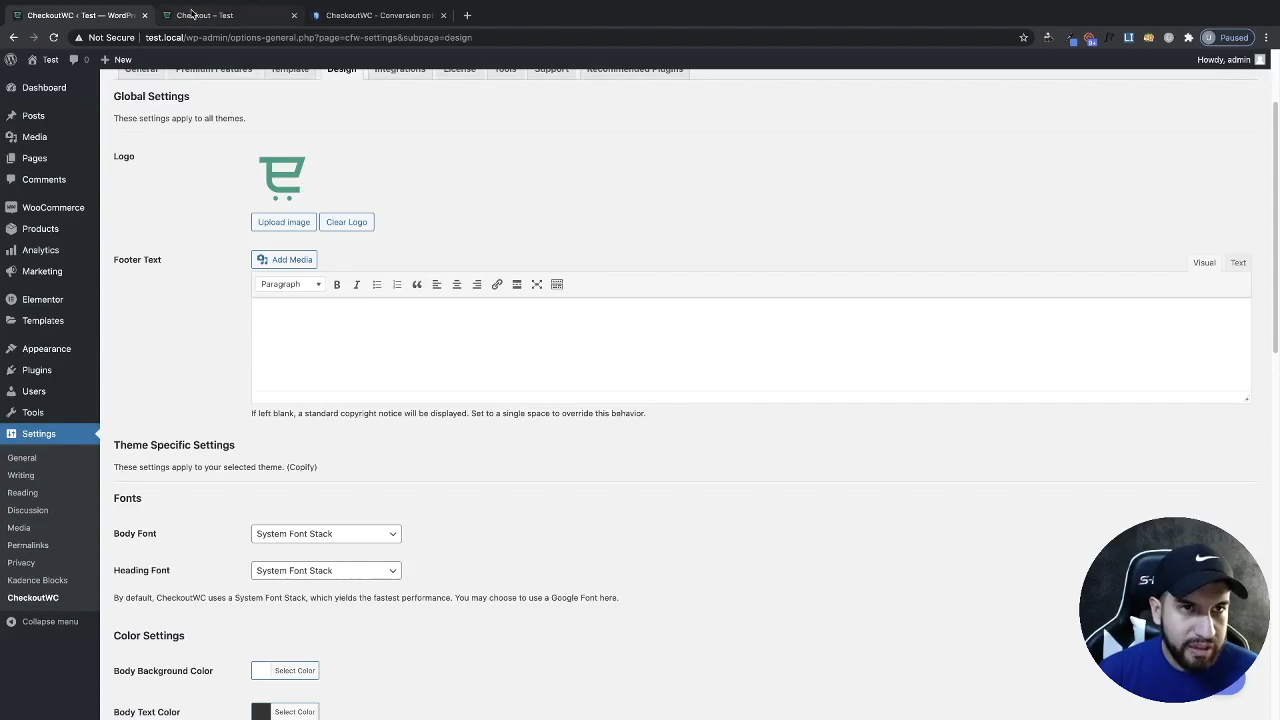 CheckoutWC ‹ Test — WordPr
Checkout – Test
CheckoutWC - Conversion opt
Not Secure
test.local/wp-admin/options-general.php?page=cfw-settings&subpage=design
Paused
Test
0
New
Howdy, admin
General
Premium Features
Template
Design
Integrations
License
Tools
Support
Recommended Plugins
Dashboard
Posts
Media
Pages
Comments
WooCommerce
Products
Analytics
Marketing
Elementor
Templates
Appearance
Plugins
Users
Tools
Settings
General
Writing
Reading
Discussion
Media
Permalinks
Privacy
Kadence Blocks
CheckoutWC
Collapse menu
Global Settings
These settings apply to all themes.
Logo
Upload image
Clear Logo
Footer Text
Add Media
Visual
Text
Paragraph
B
I
If left blank, a standard copyright notice will be displayed. Set to a single space to override this behavior.
Theme Specific Settings
These settings apply to your selected theme. (Copify)
Fonts
Body Font
System Font Stack
Heading Font
System Font Stack
By default, CheckoutWC uses a System Font Stack, which yields the fastest performance. You may choose to use a Google Font here.
Color Settings
Body Background Color
Select Color
Body Text Color
Select Color